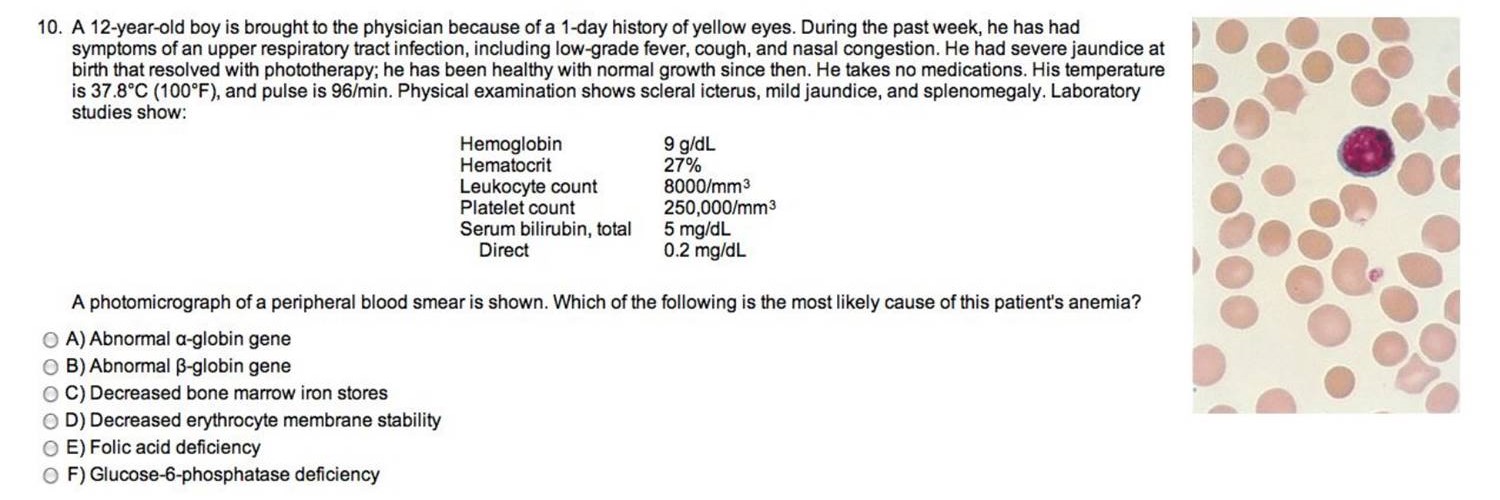 10. A 12-year-old boy is brought to the physician because of a 1-day history of yellow eyes. During the past week, he has had
symptoms of an upper respiratory tract infection, including low-grade fever, cough, and nasal congestion. He had severe jaundice at
birth that resolved with phototherapy; he has been healthy with normal growth since then. He takes no medications. His temperature
is 37.8°C (100°F), and pulse is 96/min. Physical examination shows scleral icterus, mild jaundice, and splenomegaly. Laboratory
studies show:
Hemoglobin 9 g/dL
Hematocrit 27%
Leukocyte count 8000/mm³
Platelet count 250,000/mm³
Serum bilirubin, total 5 mg/dL
Direct 0.2 mg/dL
A photomicrograph of a peripheral blood smear is shown. Which of the following is the most likely cause of this patient's anemia?
A) Abnormal α-globin gene
B) Abnormal β-globin gene
C) Decreased bone marrow iron stores
D) Decreased erythrocyte membrane stability
E) Folic acid deficiency
F) Glucose-6-phosphatase deficiency